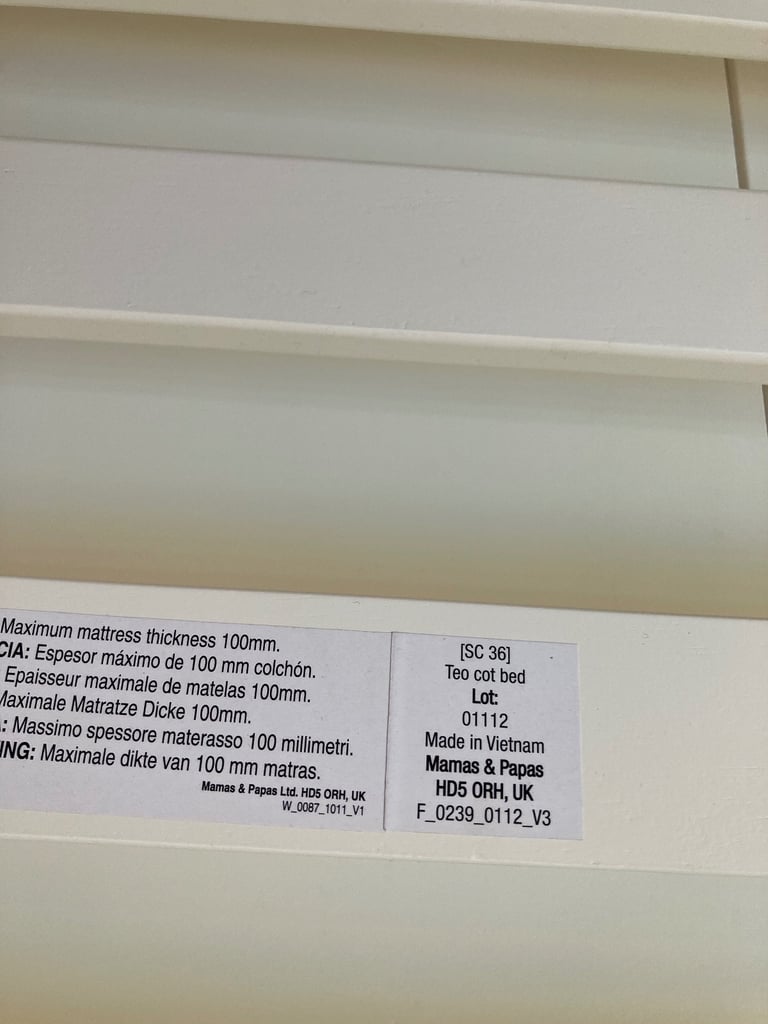 Maximum mattress thickness 100mm.
CIA: Espesor máximo de 100 mm colchón.
Epaisseur maximale de matelas 100mm.
Maximale Matratze Dicke 100mm.
: Massimo spessore materasso 100 millimetri.
ING: Maximale dikte van 100 mm matras.
Mamas & Papas Ltd. HD5 ORH, UK
W_0087_1011_V1
[SC 36]
Teo cot bed
Lot:
01112
Made in Vietnam
Mamas & Papas
HD5 ORH, UK
F_0239_0112_V3